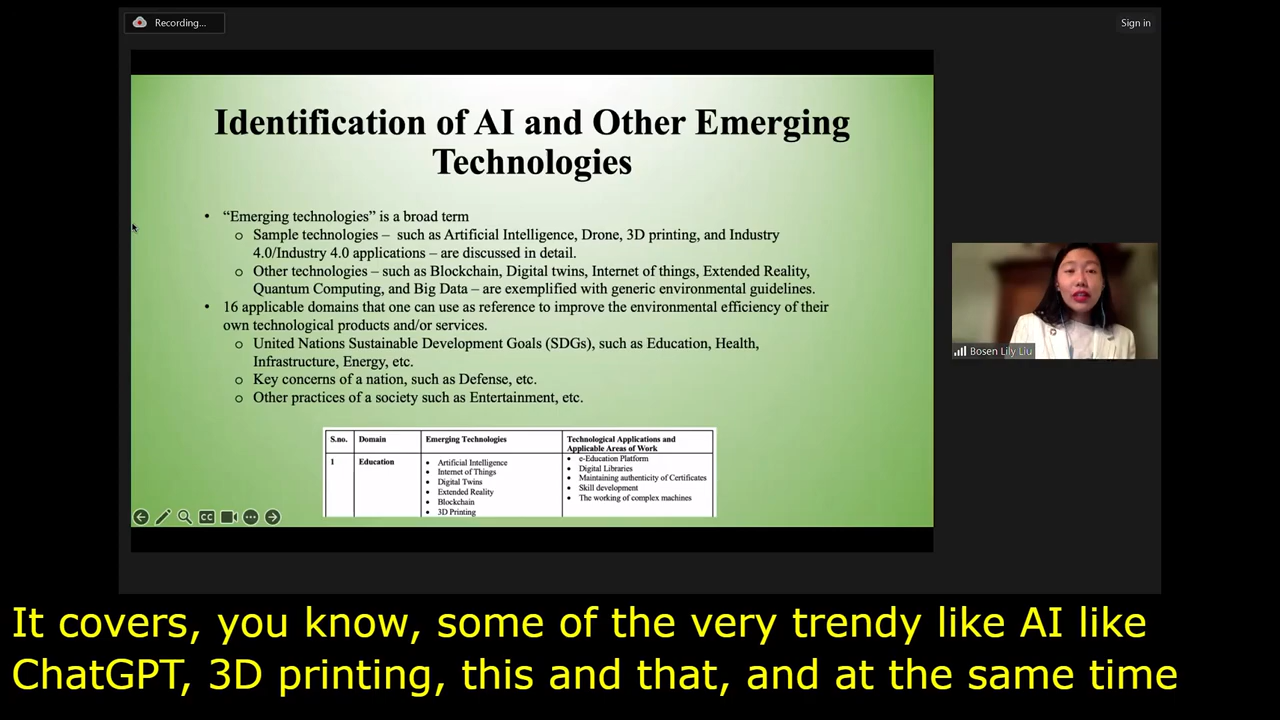 Recording...
Sign in
Identification of AI and Other Emerging
Technologies
• “Emerging technologies” is a broad term
o Sample technologies – such as Artificial Intelligence, Drone, 3D printing, and Industry
4.0/Industry 4.0 applications – are discussed in detail.
o Other technologies – such as Blockchain, Digital twins, Internet of things, Extended Reality,
Quantum Computing, and Big Data – are exemplified with generic environmental guidelines.
• 16 applicable domains that one can use as reference to improve the environmental efficiency of their
own technological products and/or services.
o United Nations Sustainable Development Goals (SDGs), such as Education, Health,
Infrastructure, Energy, etc.
o Key concerns of a nation, such as Defense, etc.
o Other practices of a society such as Entertainment, etc.
S.no. Domain Emerging Technologies Technological Applications and
Applicable Areas of Work
1 Education
• Artificial Intelligence
• Internet of Things
• Digital Twins
• Extended Reality
• Blockchain
• 3D Printing
• e-Education Platform
• Digital Libraries
• Maintaining authenticity of Certificates
• Skill development
• The working of complex machines
CC
Bosen Lily Liu
It covers, you know, some of the very trendy like AI like
ChatGPT, 3D printing, this and that, and at the same time